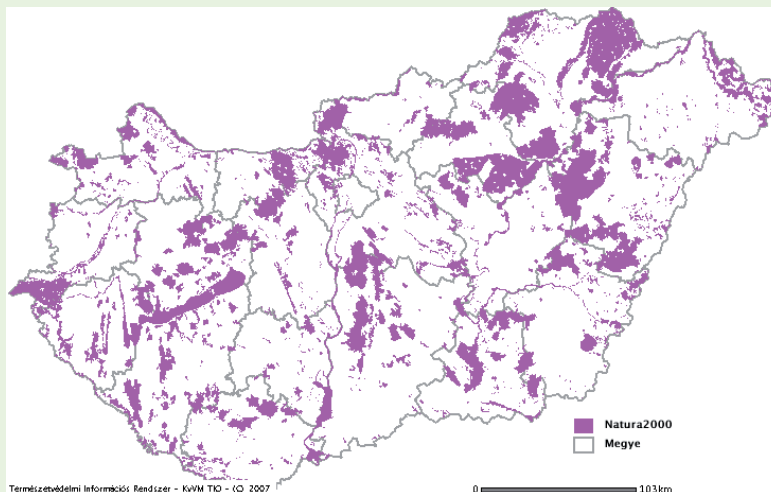 Natura2000
Megye
Természetvédelmi Információs Rendszer - KvVM TIO - (C) 2007
0 103km